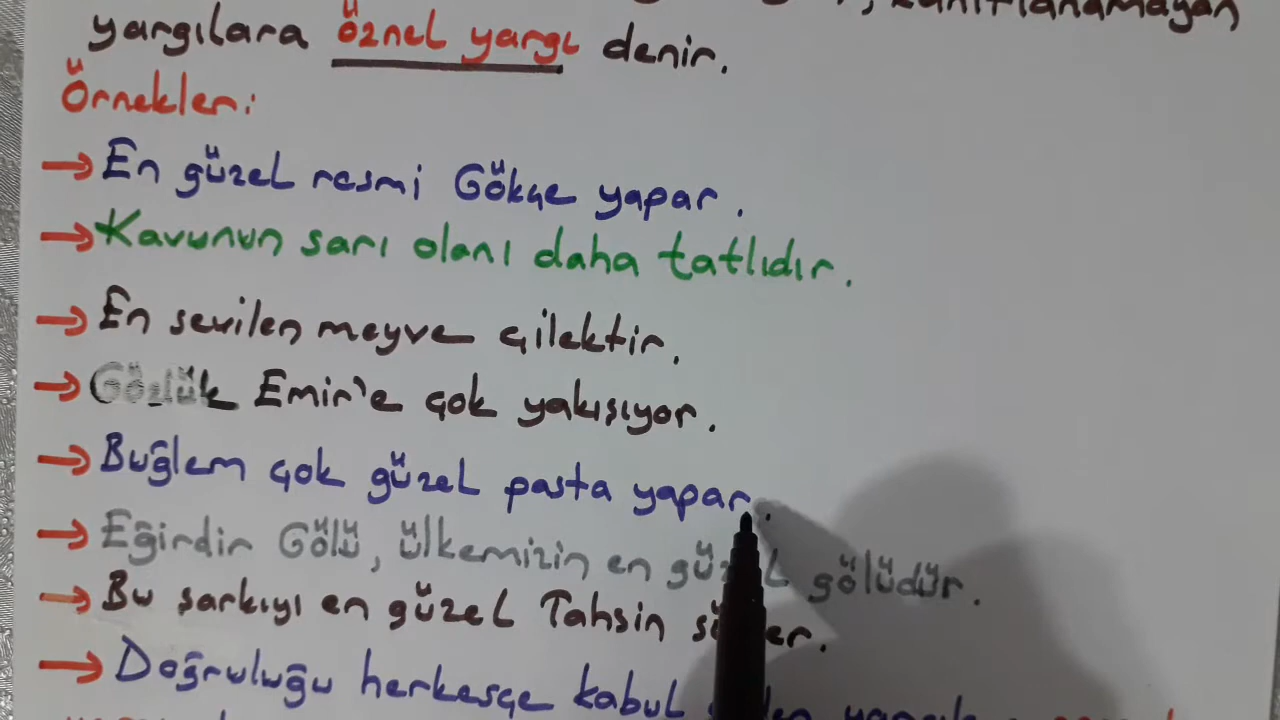 yargılara öznel yargı denir.
Örnekler:
→ En güzel resmi Gökçe yapar.
→ Kavunun sarı olanı daha tatlıdır.
→ En sevilen meyve çilektir.
→ Gözlük Emir'e çok yakışıyor.
→ Buğlem çok güzel pasta yapar.
→ Eğirdir Gölü, ülkemizin en güzel gölüdür.
→ Bu şarkıyı en güzel Tahsin söyler.
→ Doğruluğu herkesçe kabul